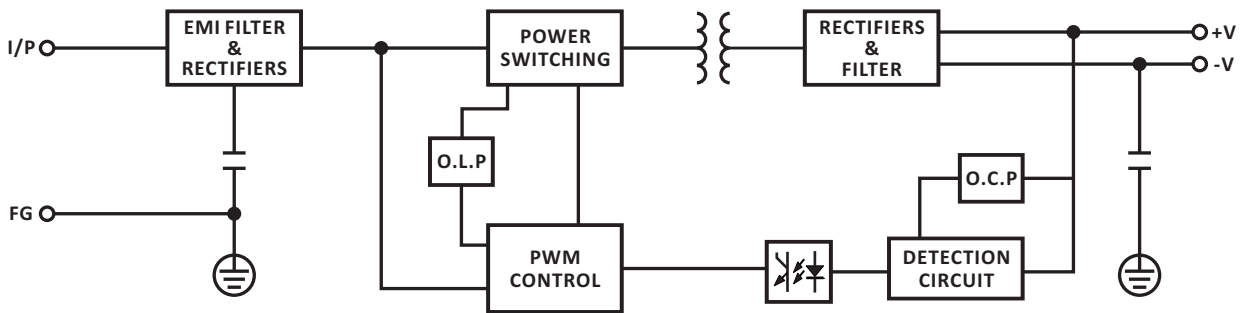 I/P
EMI FILTER
&
RECTIFIERS
POWER
SWITCHING
RECTIFIERS
&
FILTER
+V
-V
O.L.P
O.C.P
FG
PWM
CONTROL
DETECTION
CIRCUIT